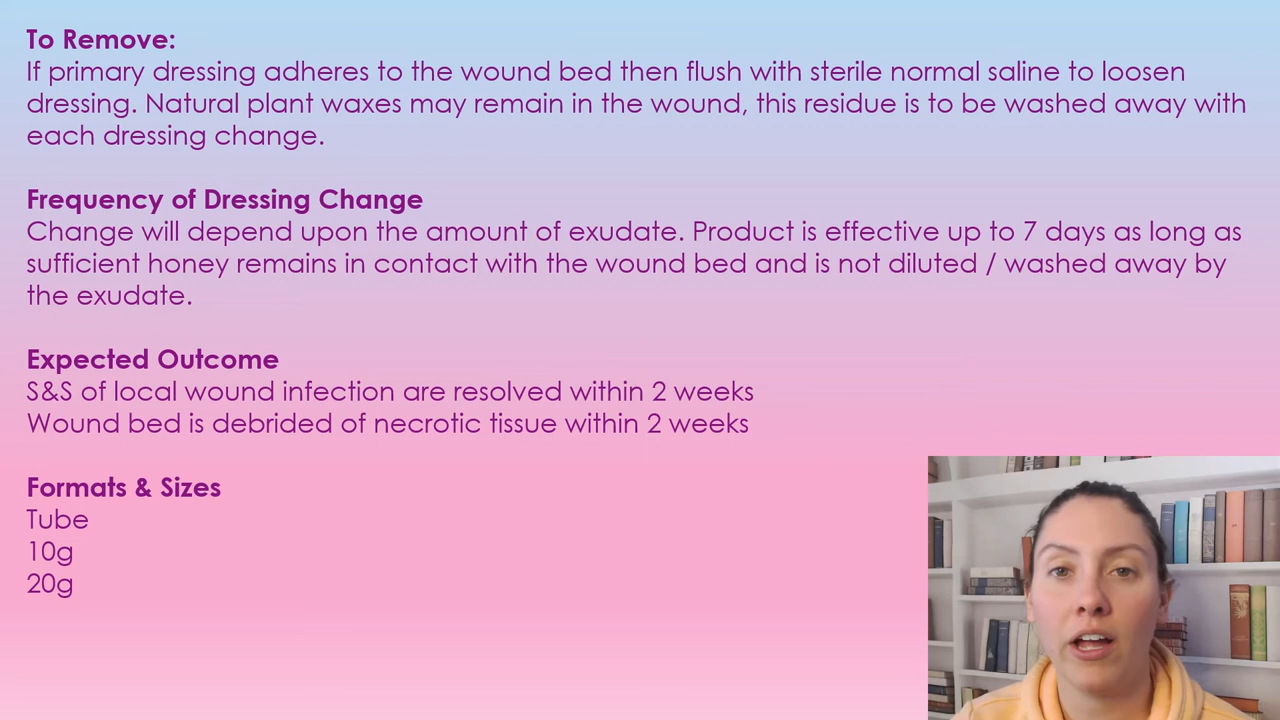 To Remove:
If primary dressing adheres to the wound bed then flush with sterile normal saline to loosen
dressing. Natural plant waxes may remain in the wound, this residue is to be washed away with
each dressing change.
Frequency of Dressing Change
Change will depend upon the amount of exudate. Product is effective up to 7 days as long as
sufficient honey remains in contact with the wound bed and is not diluted / washed away by
the exudate.
Expected Outcome
S&S of local wound infection are resolved within 2 weeks
Wound bed is debrided of necrotic tissue within 2 weeks
Formats & Sizes
Tube
10g
20g